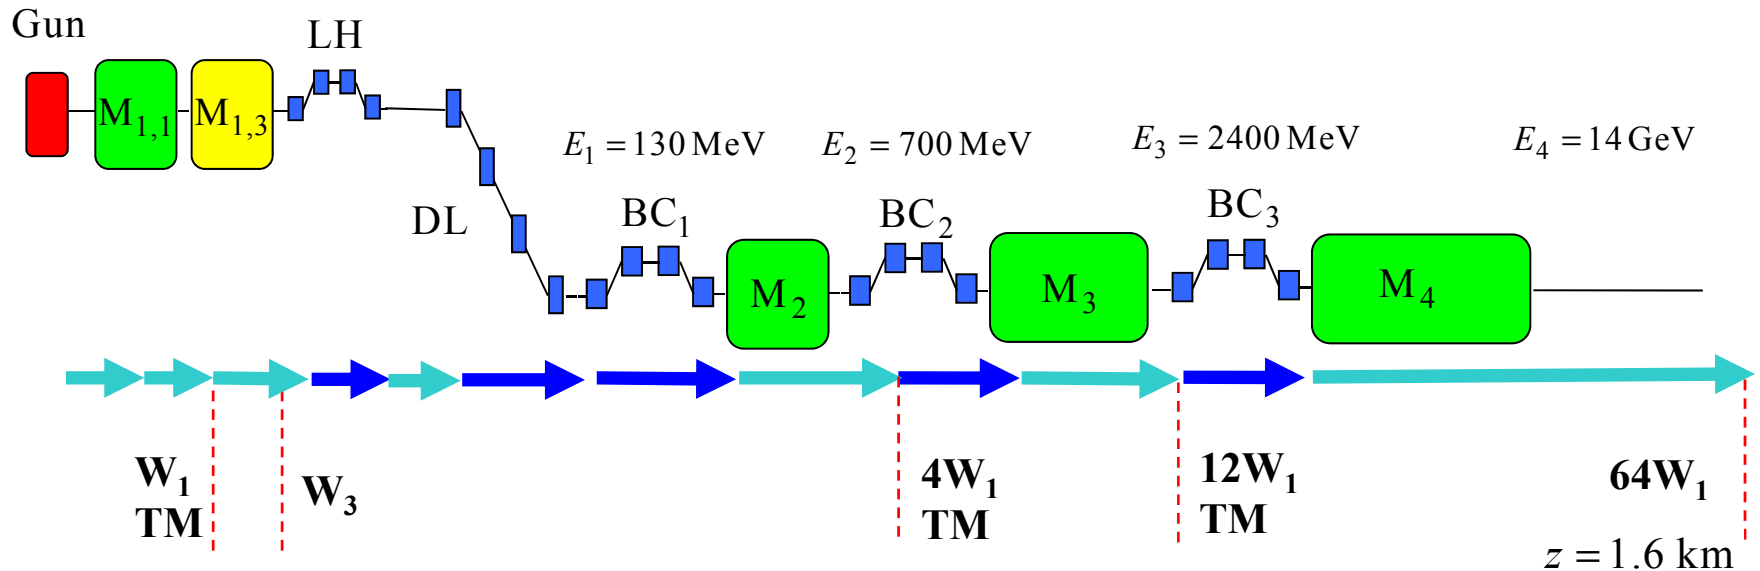 Gun
LH
M₁,₁
M₁,₃
E₁ = 130 MeV
E₂ = 700 MeV
E₃ = 2400 MeV
E₄ = 14 GeV
DL
BC₁
BC₂
BC₃
M₂
M₃
M₄
W₁
TM
W₃
4W₁
TM
12W₁
TM
64W₁
z = 1.6 km